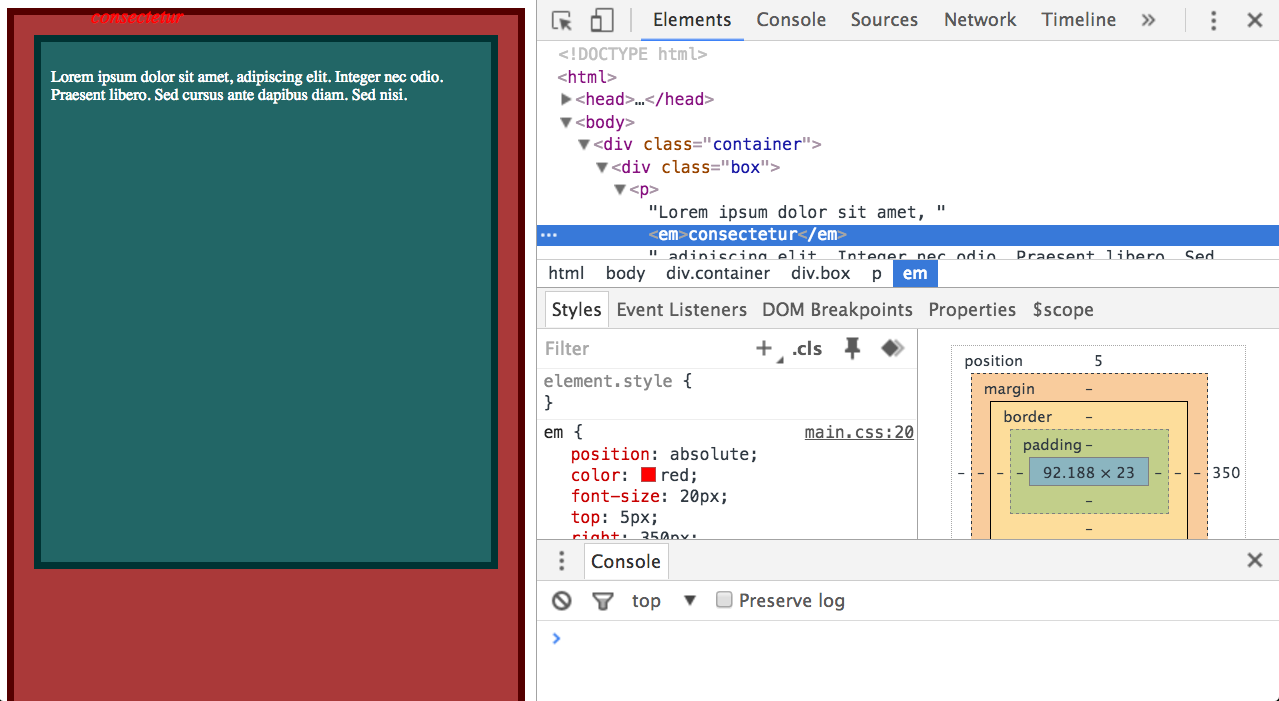 consectetur
Lorem ipsum dolor sit amet, adipiscing elit. Integer nec odio.
Praesent libero. Sed cursus ante dapibus diam. Sed nisi.
Elements Console Sources Network Timeline »
<!DOCTYPE html>
<html>
▶<head>…</head>
▼<body>
▼<div class="container">
▼<div class="box">
▼<p>
"Lorem ipsum dolor sit amet, "
… <em>consectetur</em>
" adipiscing elit. Integer nec odio. Praesent libero. Sed
html body div.container div.box p em
Styles Event Listeners DOM Breakpoints Properties $scope
Filter + .cls
element.style {
}
em { main.css:20
position: absolute;
color: red;
font-size: 20px;
top: 5px;
right: 350px;
position 5
margin –
border –
padding –
– – – – 92.188 × 23 – – – 350
–
–
Console
top ▼ Preserve log
>